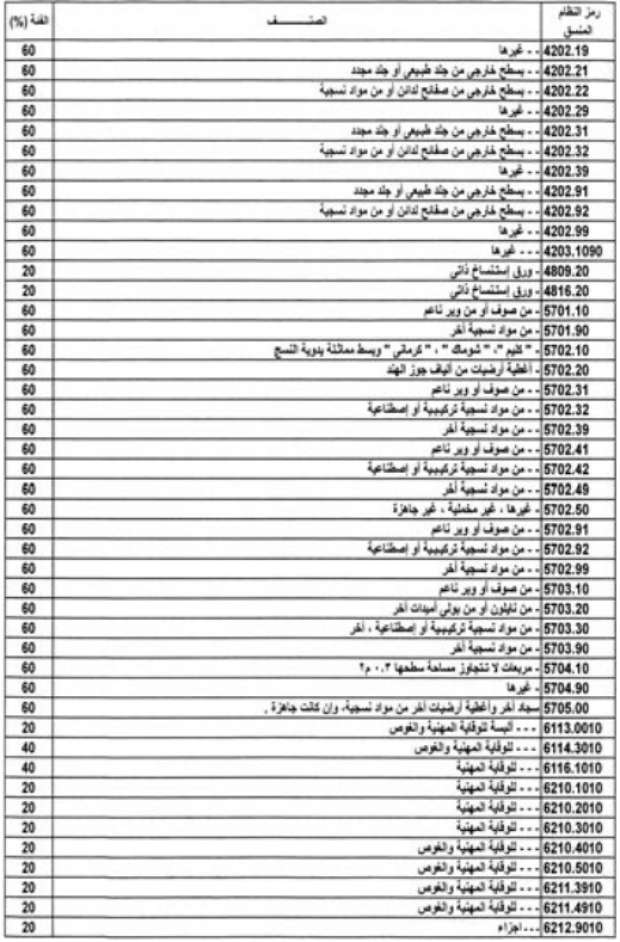 رمز النظام المنسق	الصنـــــــــف	الفئة (%)
4202.19	- - غيرها	60
4202.21	- - بسطح خارجي من جلد طبيعي أو جلد مجدد	60
4202.22	- - بسطح خارجي من صفائح لدائن أو من مواد نسجية	60
4202.29	- - غيرها	60
4202.31	- - بسطح خارجي من جلد طبيعي أو جلد مجدد	60
4202.32	- - بسطح خارجي من صفائح لدائن أو من مواد نسجية	60
4202.39	- - غيرها	60
4202.91	- - بسطح خارجي من جلد طبيعي أو جلد مجدد	60
4202.92	- - بسطح خارجي من صفائح لدائن أو من مواد نسجية	60
4202.99	- - غيرها	60
4203.1090	- - - غيرها	60
4809.20	- ورق إستنساخ ذاتي	20
4816.20	- ورق إستنساخ ذاتي	20
5701.10	- من صوف أو من وبر ناعم	60
5701.90	- من مواد نسجية أخر	60
5702.10	- " كليم "، " شوماك " ، " كرماني " وبسط مماثلة يدوية النسج	60
5702.20	- أغطية أرضيات من ألياف جوز الهند	60
5702.31	- - من صوف أو وبر ناعم	60
5702.32	- - من مواد نسجية تركيبية أو إصطناعية	60
5702.39	- - من مواد نسجية أخر	60
5702.41	- - من صوف أو وبر ناعم	60
5702.42	- - من مواد نسجية تركيبية أو إصطناعية	60
5702.49	- - من مواد نسجية أخر	60
5702.50	- غيرها ، غير مخملية ، غير جاهزة	60
5702.91	- - من صوف أو وبر ناعم	60
5702.92	- - من مواد نسجية تركيبية أو إصطناعية	60
5702.99	- - من مواد نسجية أخر	60
5703.10	- من صوف أو وبر ناعم	60
5703.20	- من نايلون أو من بولي أميدات أخر	60
5703.30	- من مواد نسجية تركيبية أو إصطناعية ، أخر	60
5703.90	- من مواد نسجية أخر	60
5704.10	- مربعات لا تتجاوز مساحة سطحها ٠.٣ م٢	60
5704.90	- غيرها	60
5705.00	سجاد أخر وأغطية أرضيات أخر من مواد نسجية، وإن كانت جاهزة .	60
6113.0010	- - - ألبسة للوقاية المهنية والغوص	20
6114.3010	- - - للوقاية المهنية والغوص	40
6116.1010	- - - للوقاية المهنية	40
6210.1010	- - - للوقاية المهنية	20
6210.2010	- - - للوقاية المهنية	20
6210.3010	- - - للوقاية المهنية	20
6210.4010	- - - للوقاية المهنية والغوص	20
6210.5010	- - - للوقاية المهنية والغوص	20
6211.3910	- - - للوقاية المهنية والغوص	20
6211.4910	- - - للوقاية المهنية والغوص	20
6212.9010	- - - اجزاء	20